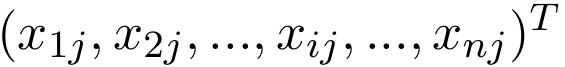 (x_{1j}, x_{2j}, ..., x_{ij}, ..., x_{nj})^T